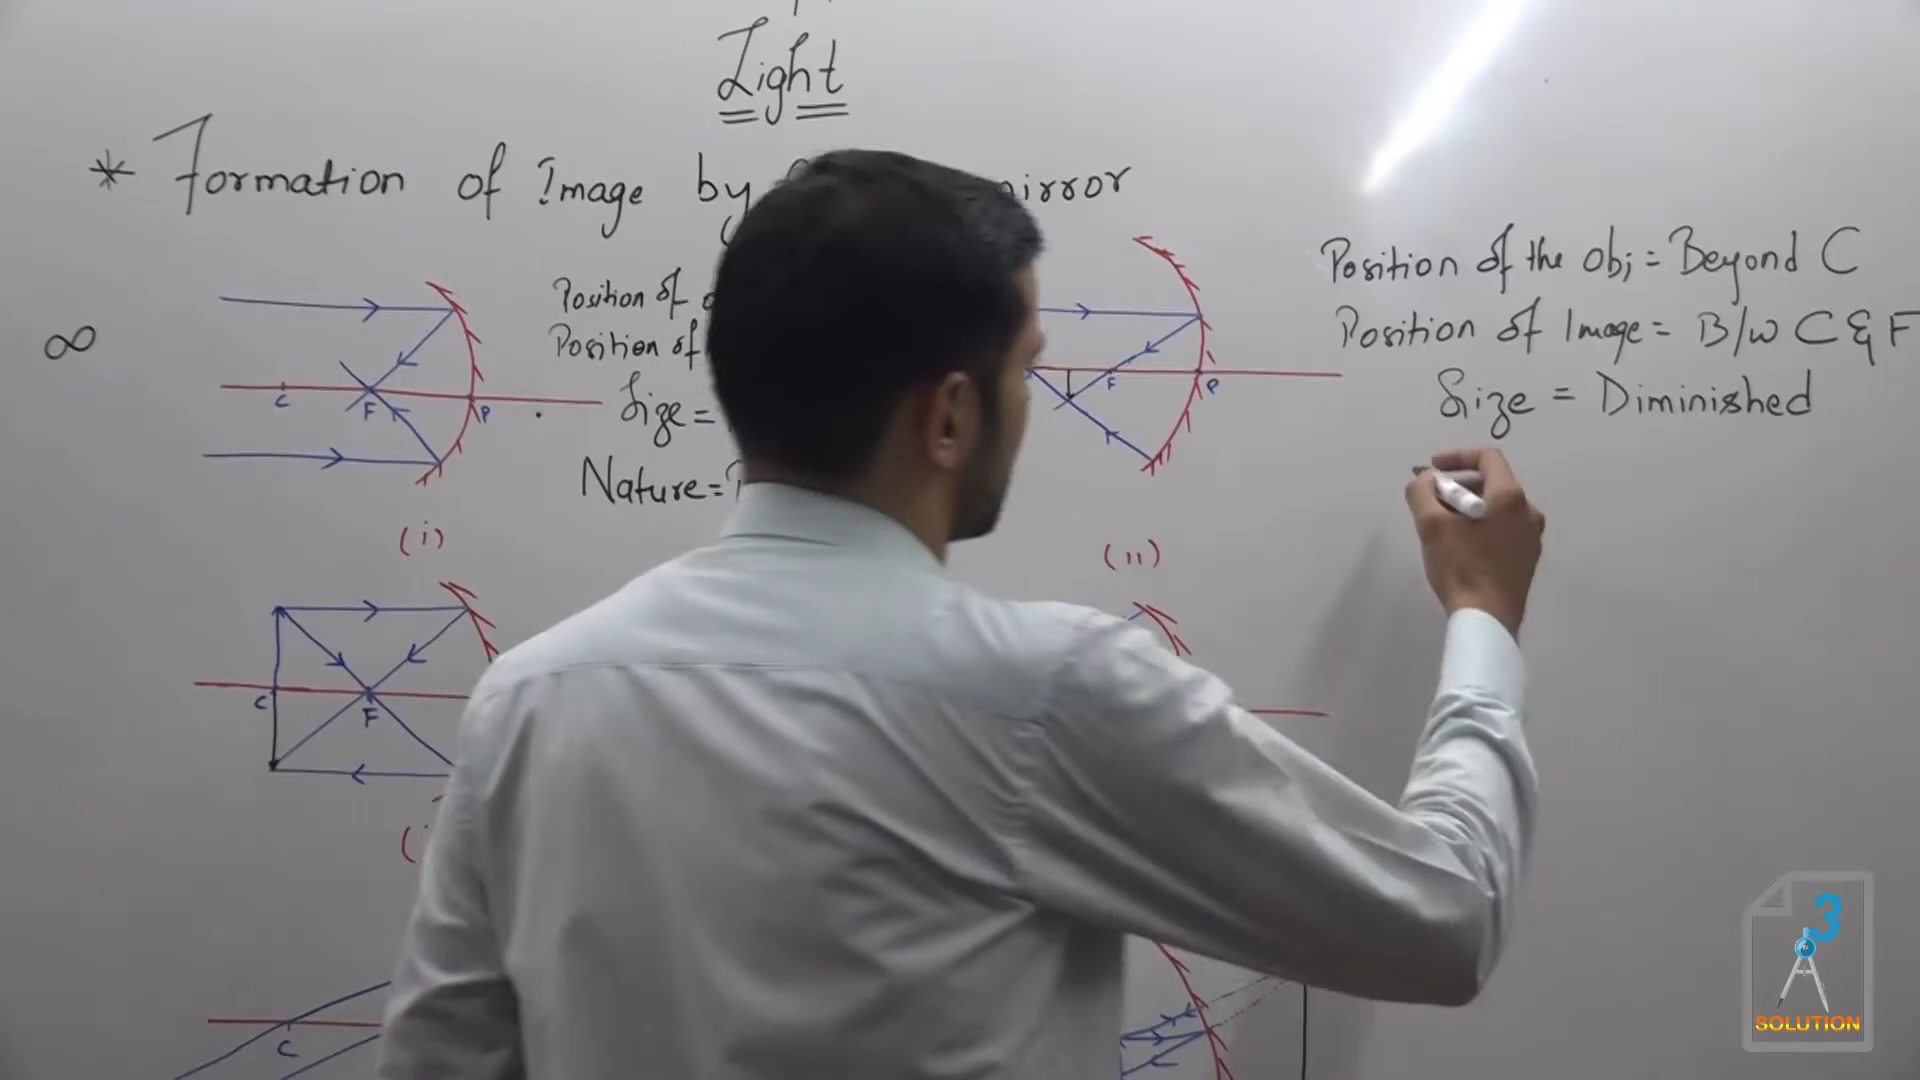 Light
* Formation of Image by mirror
Position of
Position of
Size =
Nature =
∞
C
F
P
(i)
F
P
(ii)
Position of the obj = Beyond C
Position of Image = B/w C & F
Size = Diminished
C
F
C
3
SOLUTION